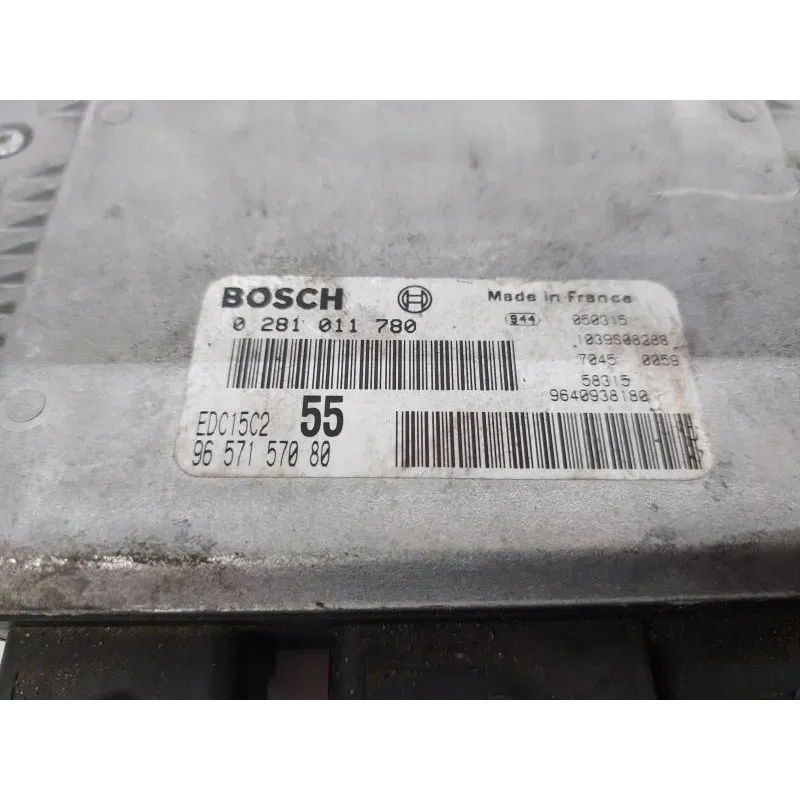 BOSCH
Made in France
0 281 011 780
944
050315
1039S08288
7045 0059
58315
9640938180
EDC15C2
55
96 571 570 80